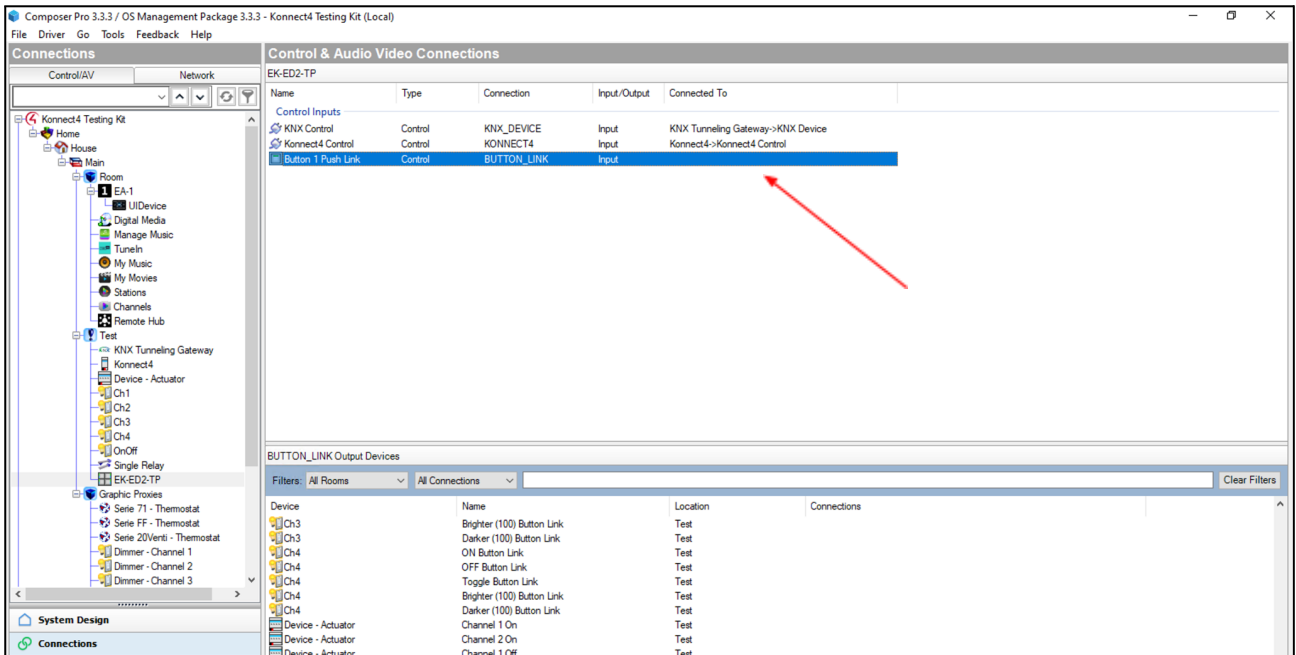 Composer Pro 3.3.3 / OS Management Package 3.3.3 - Konnect4 Testing Kit (Local)
File Driver Go Tools Feedback Help
Connections
Control/AV Network
Konnect4 Testing Kit
Home
House
Main
Room
1 EA-1
UIDevice
Digital Media
Manage Music
TuneIn
My Music
My Movies
Stations
Channels
Remote Hub
Test
KNX Tunneling Gateway
Konnect4
Device - Actuator
Ch1
Ch2
Ch3
Ch4
OnOff
Single Relay
EK-ED2-TP
Graphic Proxies
Serie 71 - Thermostat
Serie FF - Thermostat
Serie 20Venti - Thermostat
Dimmer - Channel 1
Dimmer - Channel 2
Dimmer - Channel 3
System Design
Connections
Control & Audio Video Connections
EK-ED2-TP
Name Type Connection Input/Output Connected To
Control Inputs
KNX Control Control KNX_DEVICE Input KNX Tunneling Gateway->KNX Device
Konnect4 Control Control KONNECT4 Input Konnect4->Konnect4 Control
Button 1 Push Link Control BUTTON_LINK Input
BUTTON_LINK Output Devices
Filters: All Rooms All Connections Clear Filters
Device Name Location Connections
Ch3 Brighter (100) Button Link Test
Ch3 Darker (100) Button Link Test
Ch4 ON Button Link Test
Ch4 OFF Button Link Test
Ch4 Toggle Button Link Test
Ch4 Brighter (100) Button Link Test
Ch4 Darker (100) Button Link Test
Device - Actuator Channel 1 On Test
Device - Actuator Channel 2 On Test
Device - Actuator Channel 1 Off Test